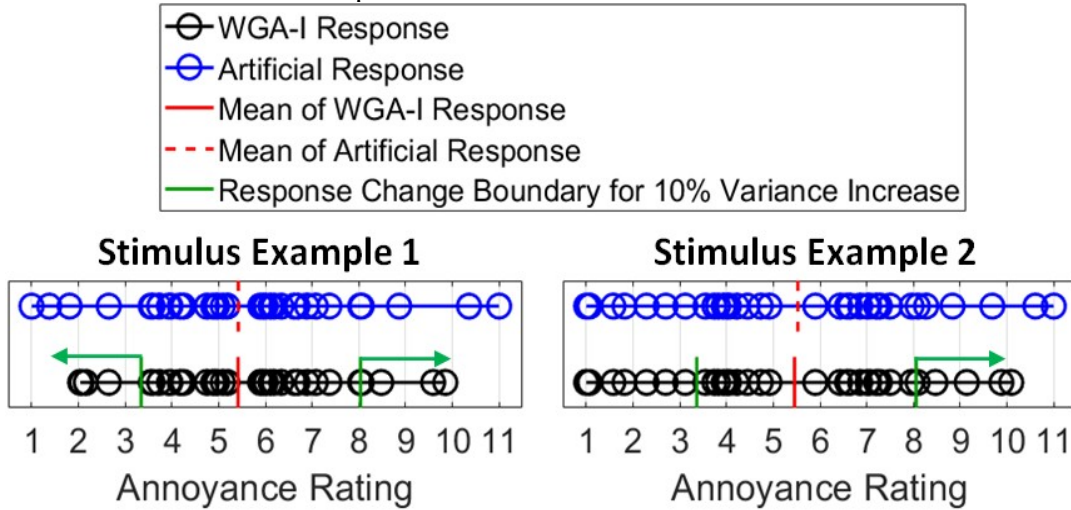 WGA-I Response
Artificial Response
Mean of WGA-I Response
Mean of Artificial Response
Response Change Boundary for 10% Variance Increase
Stimulus Example 1
Stimulus Example 2
1 2 3 4 5 6 7 8 9 10 11
1 2 3 4 5 6 7 8 9 10 11
Annoyance Rating
Annoyance Rating